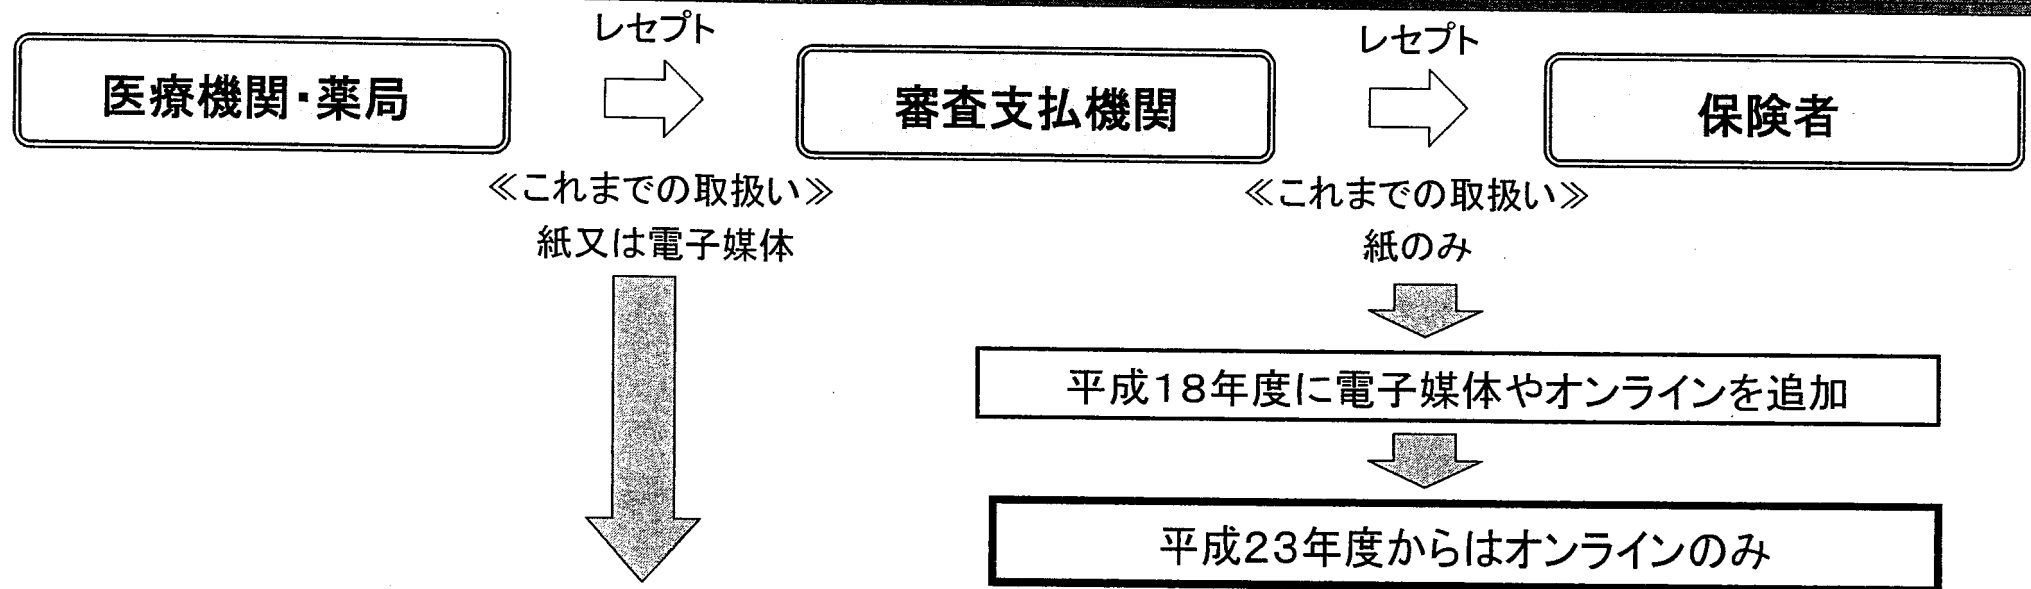 レセプト
レセプト
医療機関・薬局
審査支払機関
保険者
≪これまでの取扱い≫
紙又は電子媒体
≪これまでの取扱い≫
紙のみ
平成18年度に電子媒体やオンラインを追加
平成23年度からはオンラインのみ